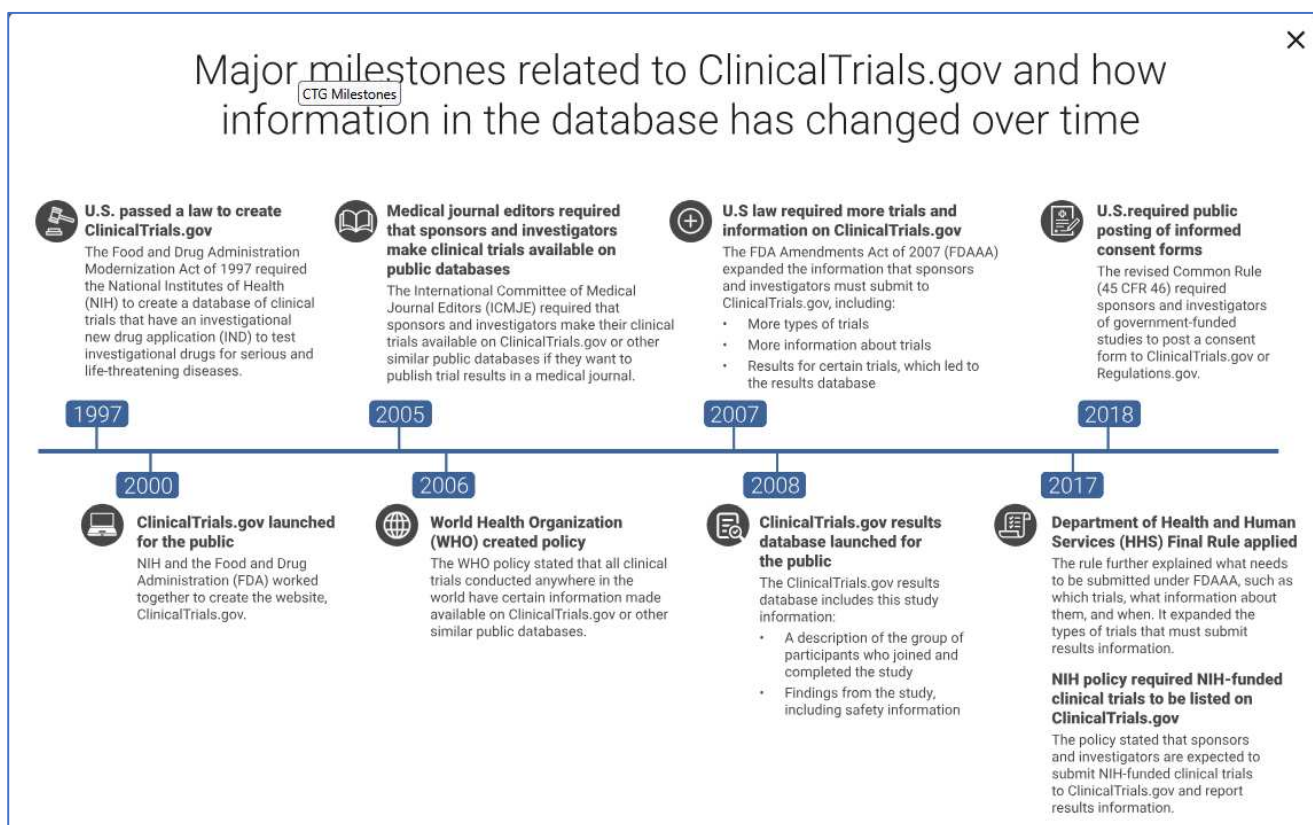 ×
Major milestones related to ClinicalTrials.gov and how
CTG Milestones
information in the database has changed over time
U.S. passed a law to create
ClinicalTrials.gov
The Food and Drug Administration
Modernization Act of 1997 required
the National Institutes of Health
(NIH) to create a database of clinical
trials that have an investigational
new drug application (IND) to test
investigational drugs for serious and
life-threatening diseases.
1997
Medical journal editors required
that sponsors and investigators
make clinical trials available on
public databases
The International Committee of Medical
Journal Editors (ICMJE) required that
sponsors and investigators make their clinical
trials available on ClinicalTrials.gov or other
similar public databases if they want to
publish trial results in a medical journal.
2005
U.S law required more trials and
information on ClinicalTrials.gov
The FDA Amendments Act of 2007 (FDAAA)
expanded the information that sponsors
and investigators must submit to
ClinicalTrials.gov, including:
• More types of trials
• More information about trials
• Results for certain trials, which led to
the results database
2007
U.S.required public
posting of informed
consent forms
The revised Common Rule
(45 CFR 46) required
sponsors and investigators
of government-funded
studies to post a consent
form to ClinicalTrials.gov or
Regulations.gov.
2018
2000
ClinicalTrials.gov launched
for the public
NIH and the Food and Drug
Administration (FDA) worked
together to create the website,
ClinicalTrials.gov.
2006
World Health Organization
(WHO) created policy
The WHO policy stated that all clinical
trials conducted anywhere in the
world have certain information made
available on ClinicalTrials.gov or other
similar public databases.
2008
ClinicalTrials.gov results
database launched for
the public
The ClinicalTrials.gov results
database includes this study
information:
• A description of the group of
participants who joined and
completed the study
• Findings from the study,
including safety information
2017
Department of Health and Human
Services (HHS) Final Rule applied
The rule further explained what needs
to be submitted under FDAAA, such as
which trials, what information about
them, and when. It expanded the
types of trials that must submit
results information.
NIH policy required NIH-funded
clinical trials to be listed on
ClinicalTrials.gov
The policy stated that sponsors
and investigators are expected to
submit NIH-funded clinical trials
to ClinicalTrials.gov and report
results information.